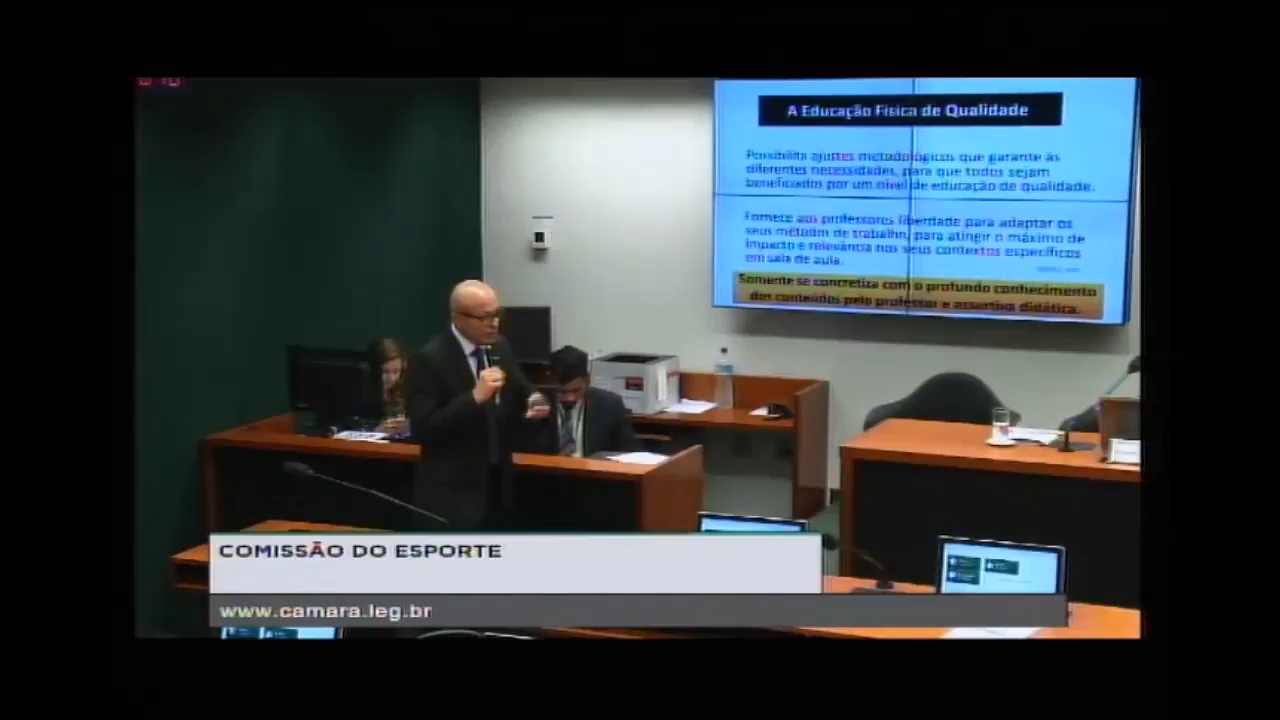 A Educação Física de Qualidade
Possibilita ajustes metodológicos que garante às
diferentes necessidades, para que todos sejam
beneficiados por um nível de educação de qualidade.
Fornece aos professores liberdade para adaptar os
seus métodos de trabalho, para atingir o máximo de
impacto e relevância nos seus contextos específicos
em sala de aula.
Somente se concretiza com o profundo conhecimento
dos conteúdos pelo professor e assertiva didática.
COMISSÃO DO ESPORTE
www.camara.leg.br